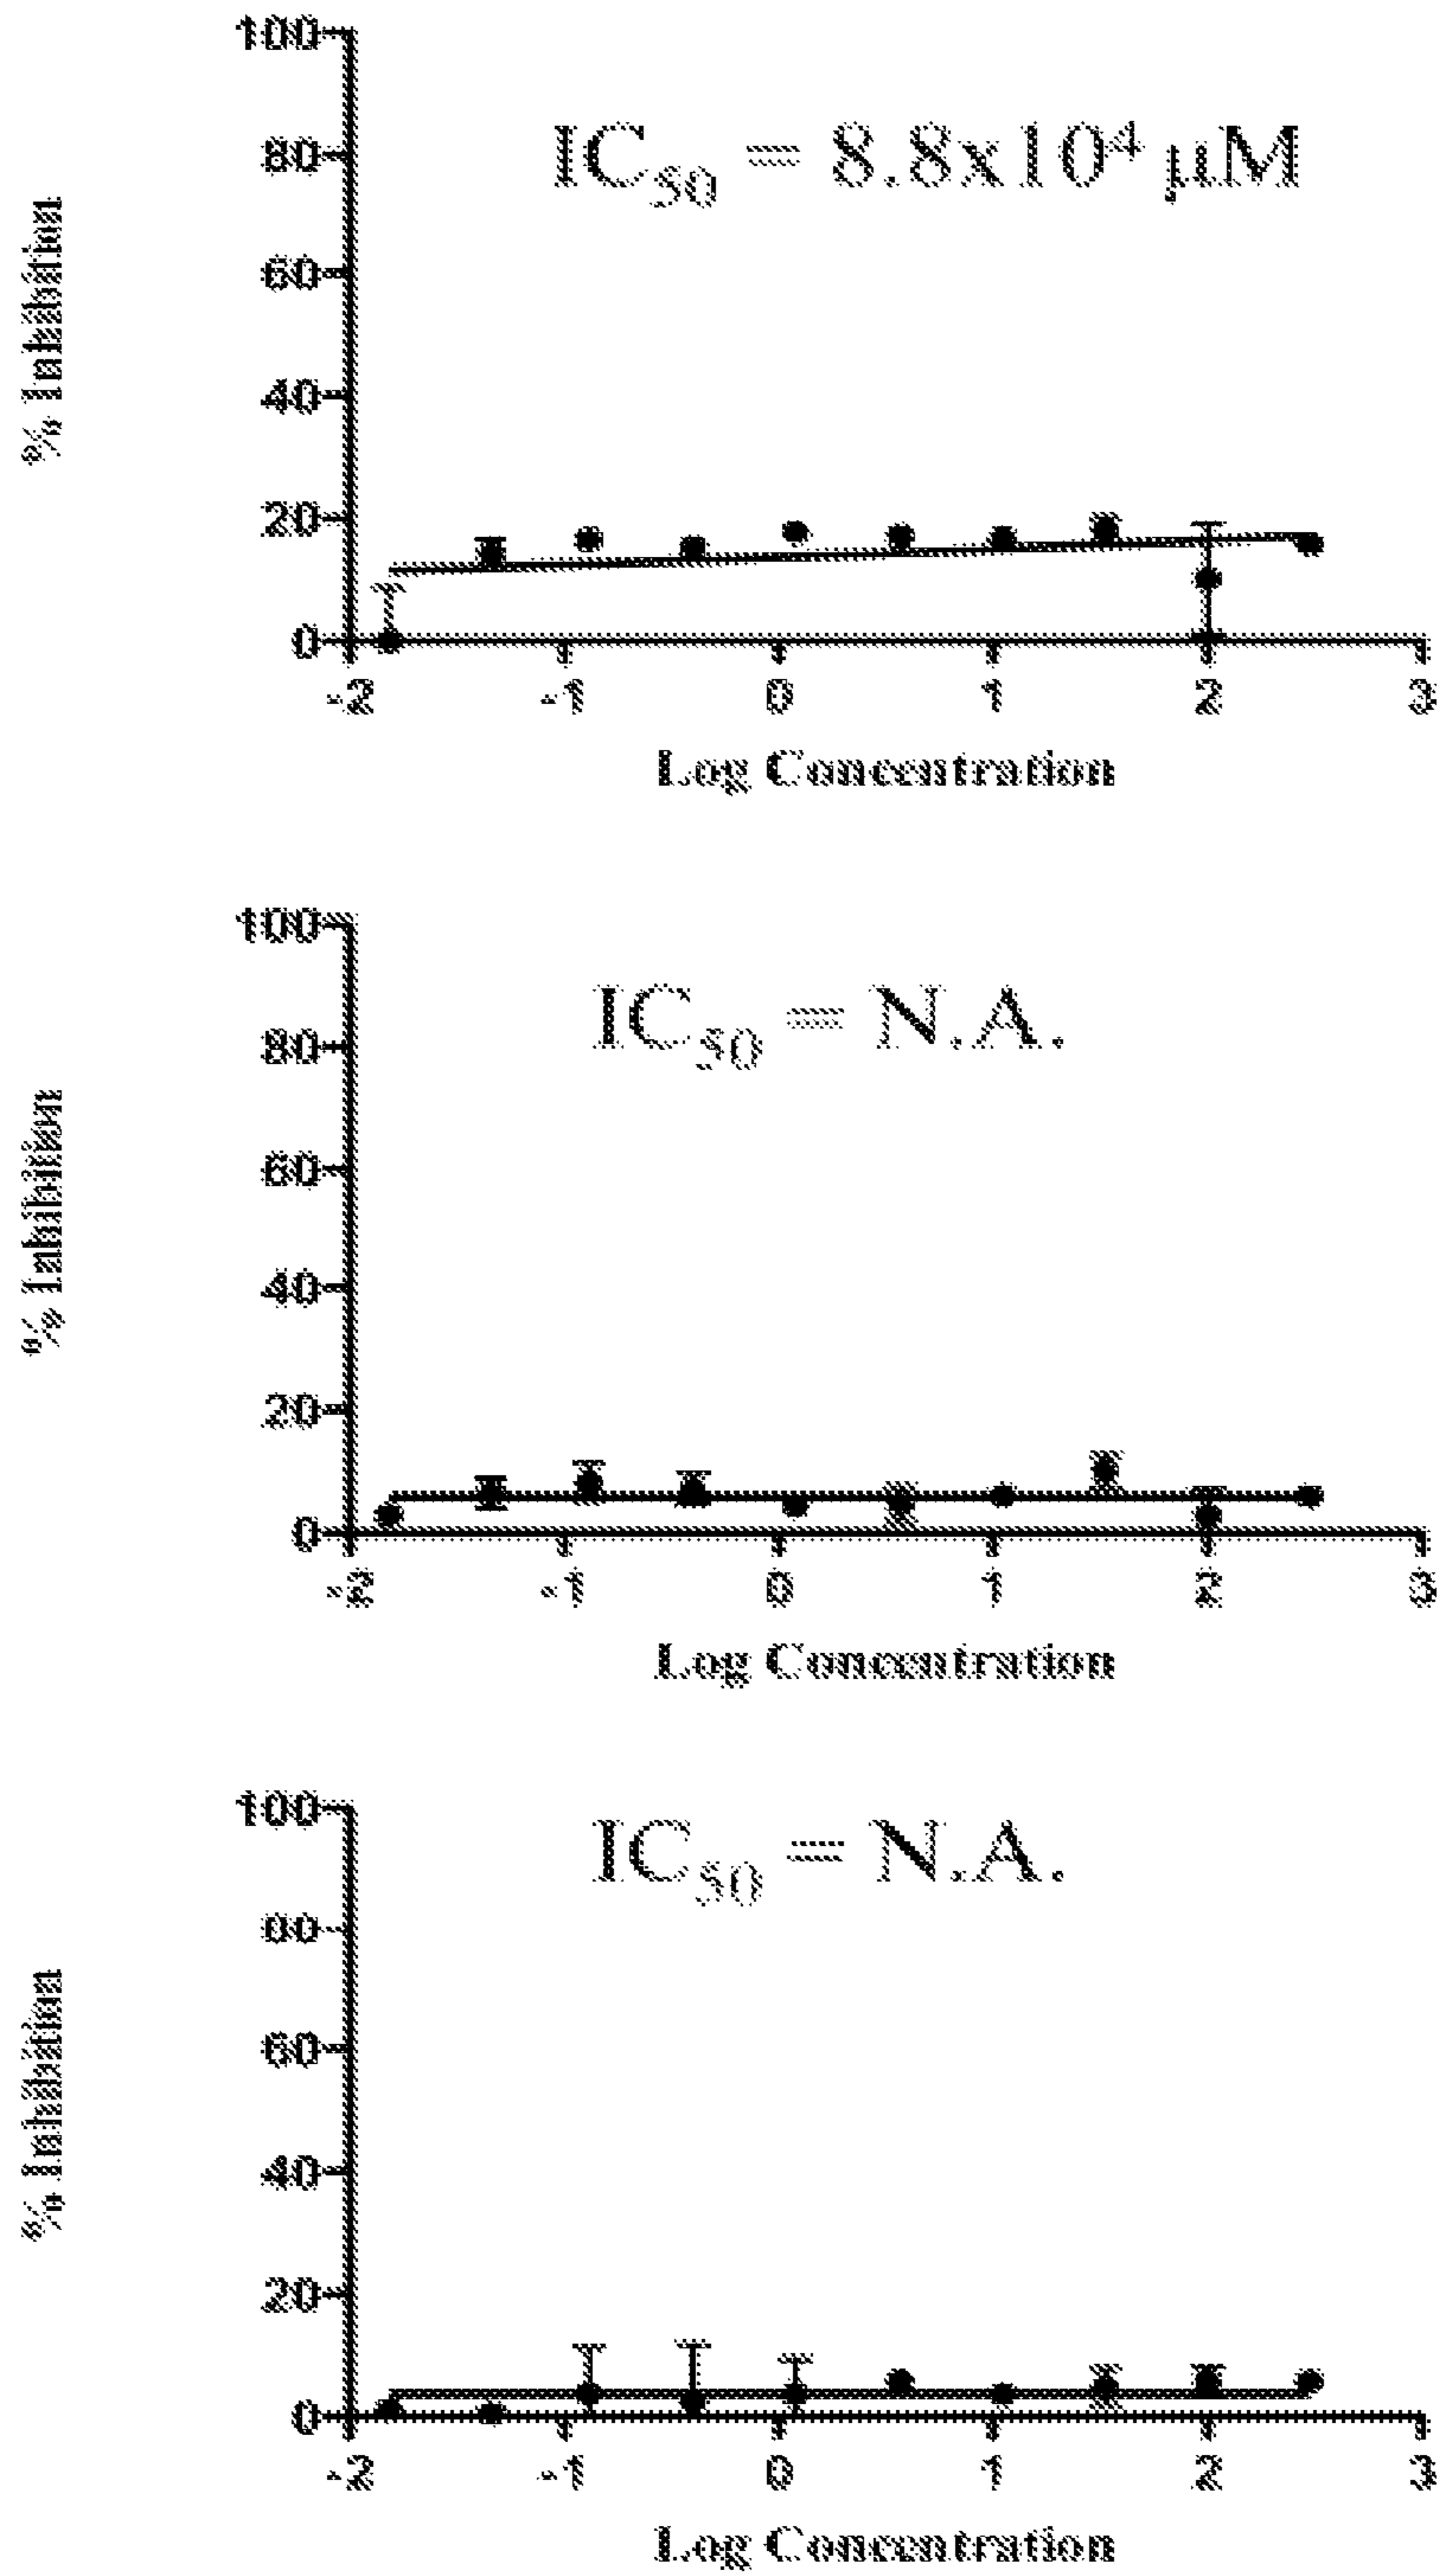 % Inhibition
100
80
60
40
20
0
IC50 = 8.8x10⁴ μM
-2 -1 0 1 2 3
Log Concentration
% Inhibition
100
80
60
40
20
0
IC50 = N.A.
-2 -1 0 1 2 3
Log Concentration
% Inhibition
100
80
60
40
20
0
IC50 = N.A.
-2 -1 0 1 2 3
Log Concentration